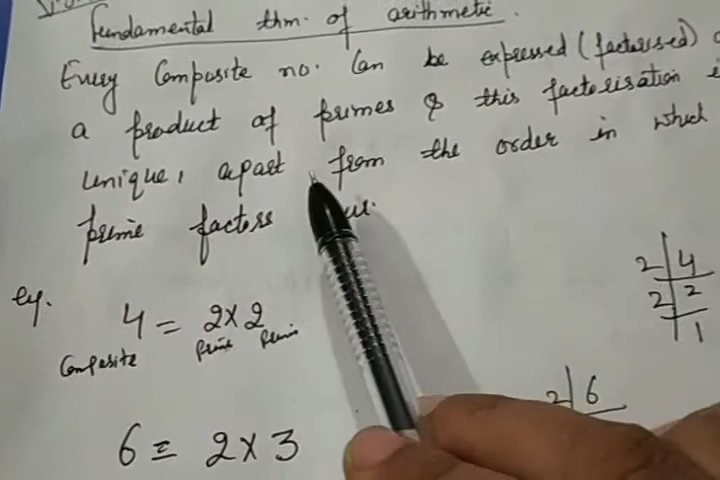 Fundamental thm. of arithmetic.
Every Composite no. Can be expressed (factorised)
a product of primes & this factorisation
unique, apart from the order in which
prime factors
eg. 4 = 2 x 2
Composite Prime Prime
6 = 2 x 3
2 | 4
2 | 2
1
2 | 6